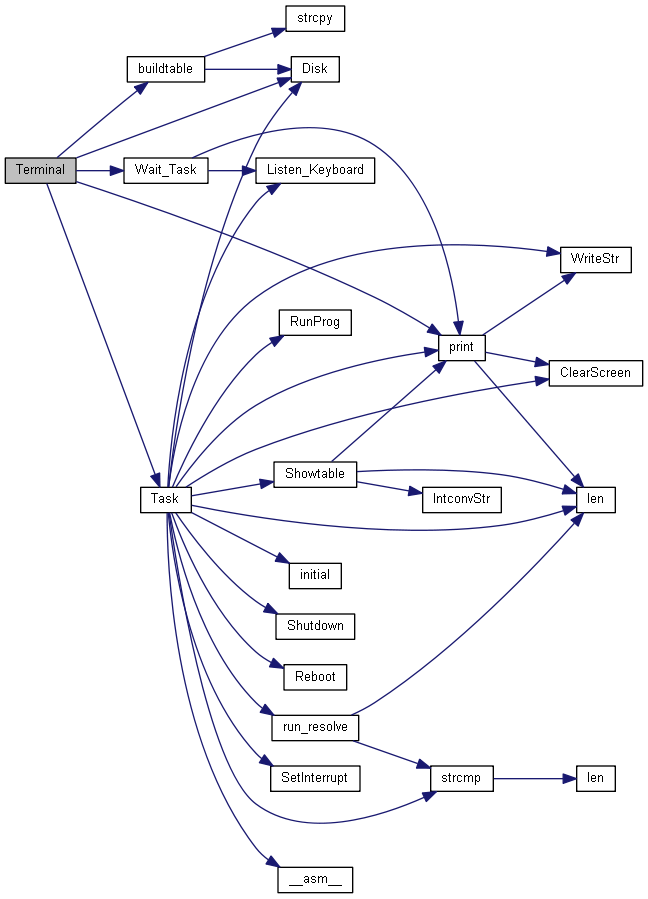 strcpy
buildtable
Disk
Terminal
Wait_Task
Listen_Keyboard
WriteStr
RunProg
print
ClearScreen
Showtable
Task
IntconvStr
len
initial
Shutdown
Reboot
run_resolve
SetInterrupt
strcmp
len
__asm__